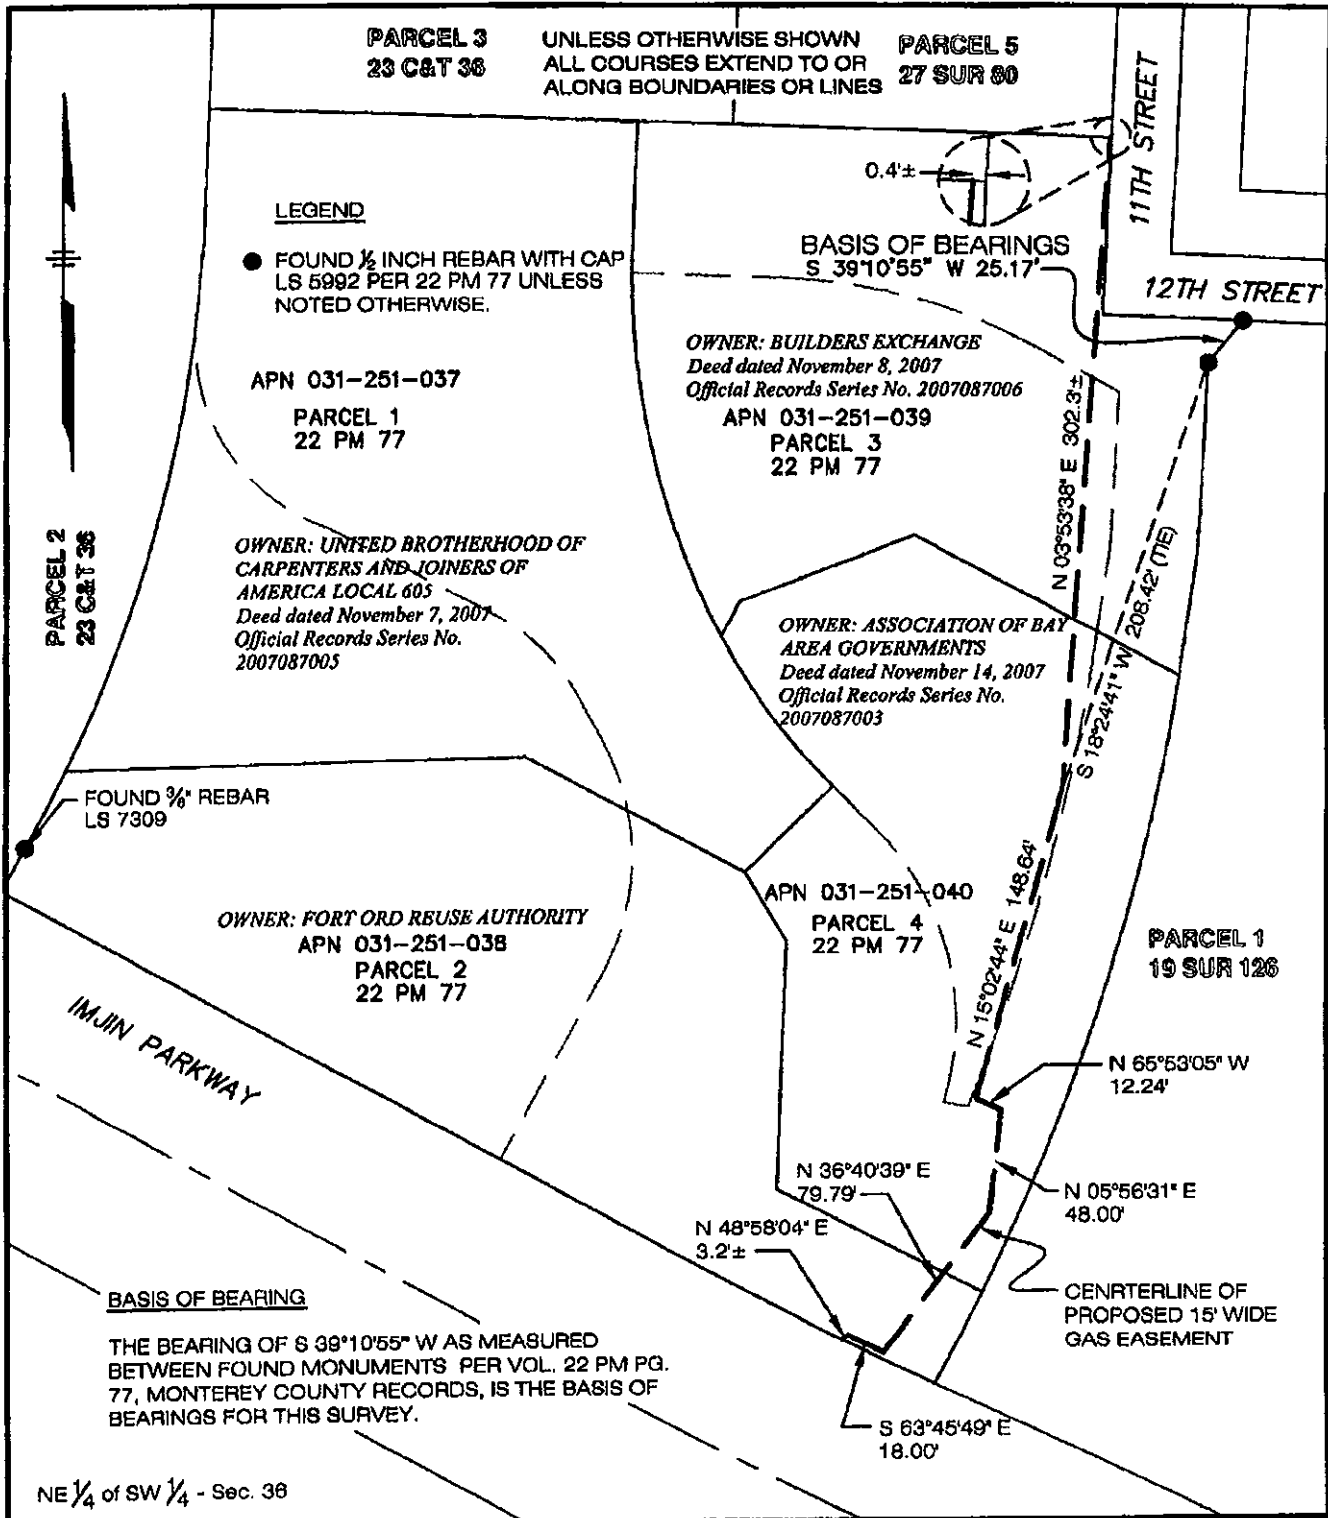 PARCEL 3
23 C&T 36
UNLESS OTHERWISE SHOWN
ALL COURSES EXTEND TO OR
ALONG BOUNDARIES OR LINES
PARCEL 5
27 SUR 80
11TH STREET
0.4'±
LEGEND
FOUND ½ INCH REBAR WITH CAP
LS 5992 PER 22 PM 77 UNLESS
NOTED OTHERWISE.
BASIS OF BEARINGS
S 39°10'55" W 25.17'
12TH STREET
OWNER: BUILDERS EXCHANGE
Deed dated November 8, 2007
Official Records Series No. 2007087006
APN 031-251-039
PARCEL 3
22 PM 77
APN 031-251-037
PARCEL 1
22 PM 77
N 03°53'38" E 302.3'±
PARCEL 2
23 C&T 36
OWNER: UNITED BROTHERHOOD OF
CARPENTERS AND JOINERS OF
AMERICA LOCAL 605
Deed dated November 7, 2007
Official Records Series No.
2007087005
S 18°24'41" W 208.42' (TIE)
OWNER: ASSOCIATION OF BAY
AREA GOVERNMENTS
Deed dated November 14, 2007
Official Records Series No.
2007087003
FOUND ⅝" REBAR
LS 7309
N 15°02'44" E 148.64'
APN 031-251-040
PARCEL 4
22 PM 77
OWNER: FORT ORD REUSE AUTHORITY
APN 031-251-038
PARCEL 2
22 PM 77
PARCEL 1
19 SUR 126
IMJIN PARKWAY
N 65°53'05" W
12.24'
N 36°40'39" E
79.79'
N 05°56'31" E
48.00'
N 48°58'04" E
3.2'±
CENRTERLINE OF
PROPOSED 15' WIDE
GAS EASEMENT
BASIS OF BEARING
THE BEARING OF S 39°10'55" W AS MEASURED
BETWEEN FOUND MONUMENTS PER VOL. 22 PM PG.
77, MONTEREY COUNTY RECORDS, IS THE BASIS OF
BEARINGS FOR THIS SURVEY.
S 63°45'49" E
18.00'
NE ¼ of SW ¼ - Sec. 36